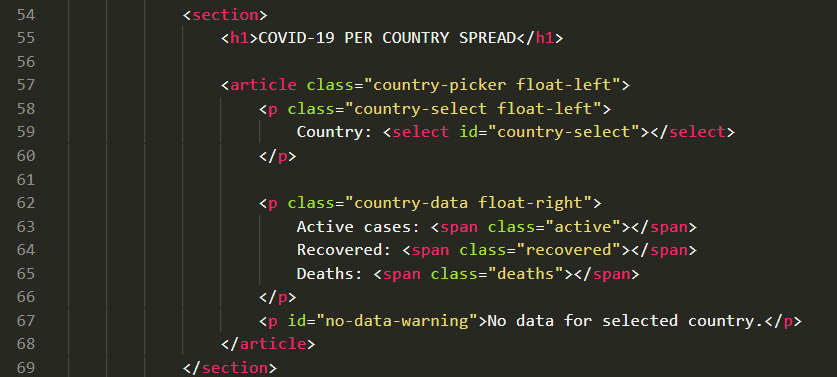 54 <section>
55 <h1>COVID-19 PER COUNTRY SPREAD</h1>
56
57 <article class="country-picker float-left">
58 <p class="country-select float-left">
59 Country: <select id="country-select"></select>
60 </p>
61
62 <p class="country-data float-right">
63 Active cases: <span class="active"></span>
64 Recovered: <span class="recovered"></span>
65 Deaths: <span class="deaths"></span>
66 </p>
67 <p id="no-data-warning">No data for selected country.</p>
68 </article>
69 </section>